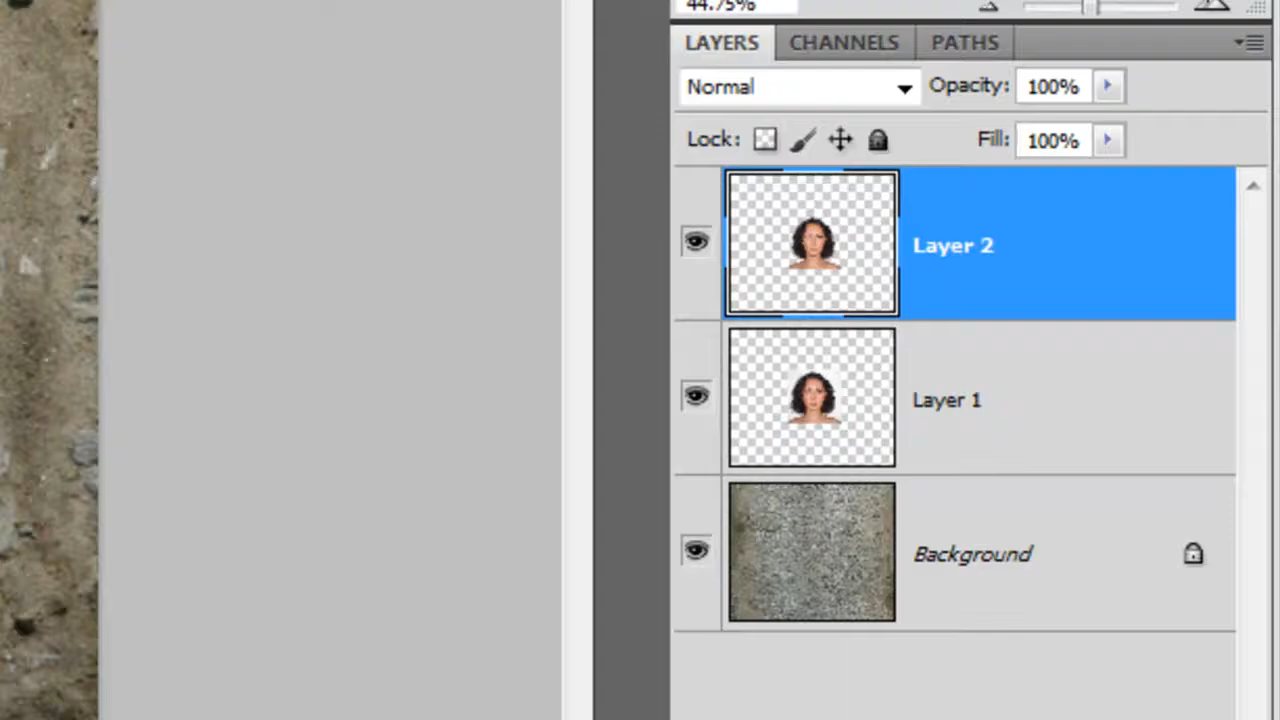 44.75%
LAYERS CHANNELS PATHS
Normal Opacity: 100%
Lock: Fill: 100%
Layer 2
Layer 1
Background